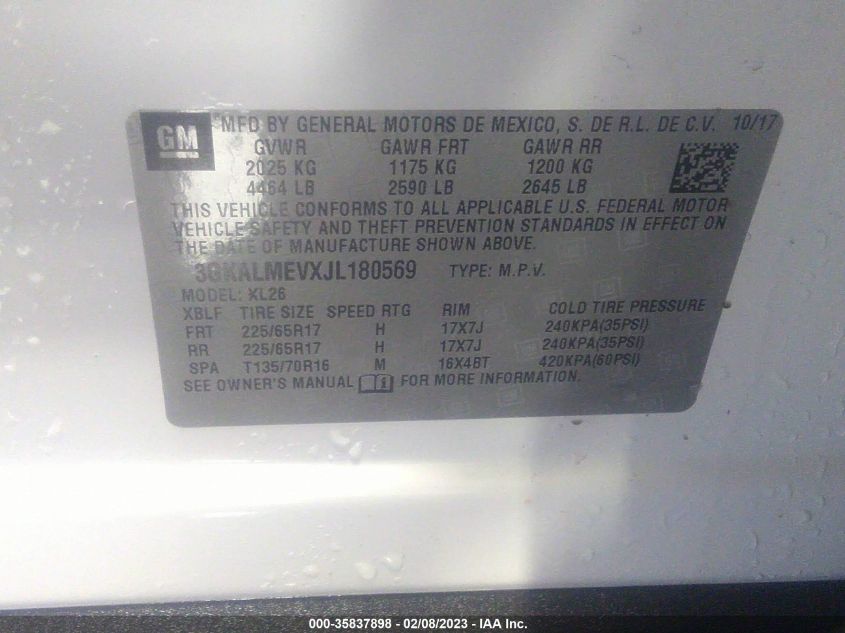 GM MFD BY GENERAL MOTORS DE MEXICO, S. DE R.L. DE C.V. 10/17
GVWR GAWR FRT GAWR RR
2025 KG 1175 KG 1200 KG
4464 LB 2590 LB 2645 LB
THIS VEHICLE CONFORMS TO ALL APPLICABLE U.S. FEDERAL MOTOR
VEHICLE SAFETY AND THEFT PREVENTION STANDARDS IN EFFECT ON
THE DATE OF MANUFACTURE SHOWN ABOVE.
3GKALMEVXJL180569 TYPE: M.P.V.
MODEL: XL26
XBLF TIRE SIZE SPEED RTG RIM COLD TIRE PRESSURE
FRT 225/65R17 H 17X7J 240KPA(35PSI)
RR 225/65R17 H 17X7J 240KPA(35PSI)
SPA T135/70R16 M 16X4BT 420KPA(60PSI)
SEE OWNER'S MANUAL FOR MORE INFORMATION.
000-35837898 - 02/08/2023 - IAA Inc.